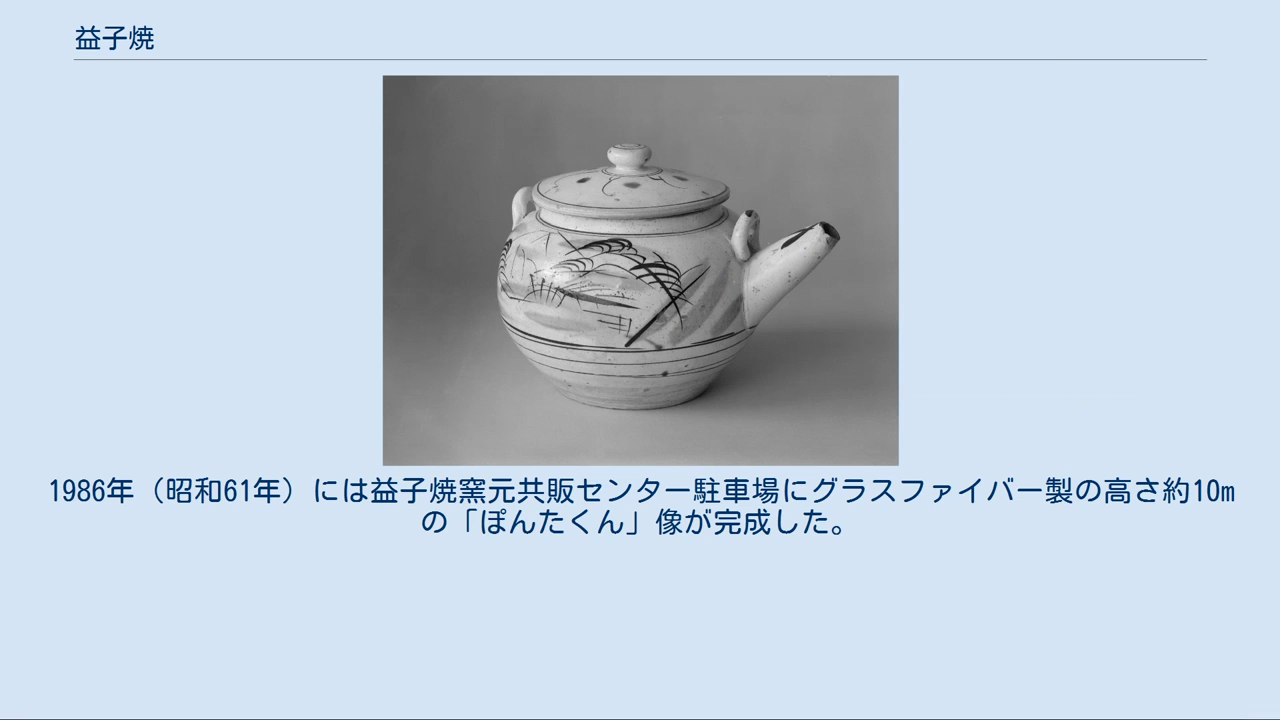 益子焼
1986年（昭和61年）には益子焼窯元共販センター駐車場にグラスファイバー製の高さ約10m
の「ぽんたくん」像が完成した。